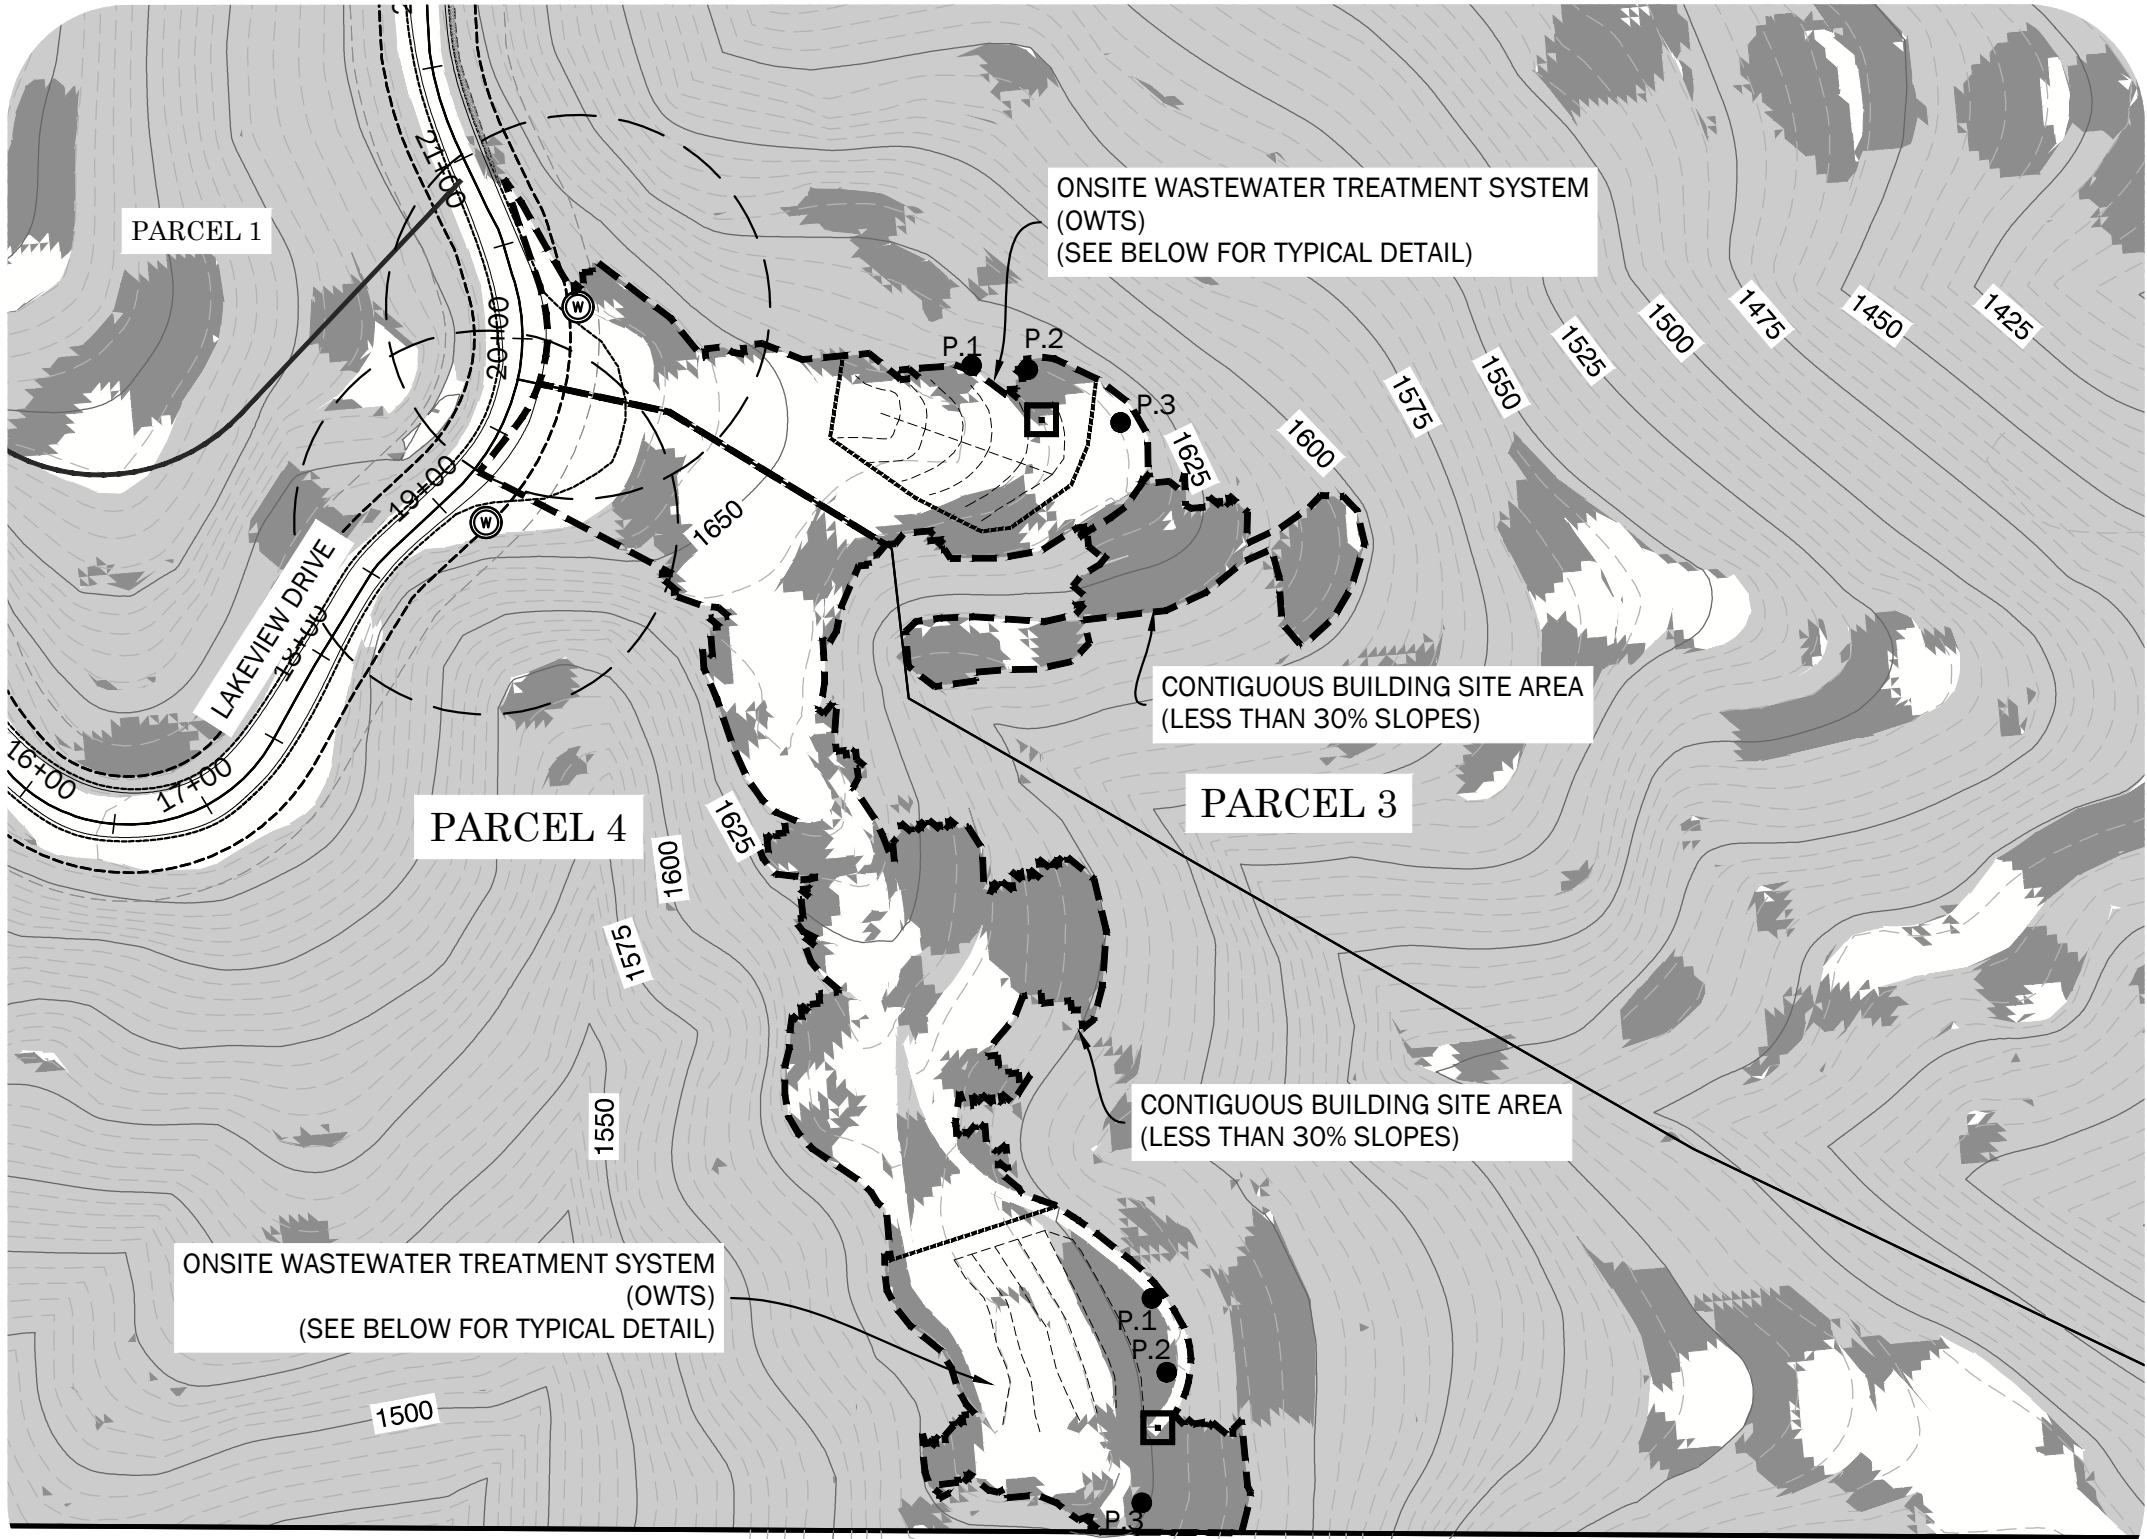 21+00
PARCEL 1
ONSITE WASTEWATER TREATMENT SYSTEM
(OWTS)
(SEE BELOW FOR TYPICAL DETAIL)
W
20+00
P.1
P.2
P.3
1425
1450
1475
1500
1525
1550
1575
1600
1625
19+00
W
1650
LAKEVIEW DRIVE
18+00
CONTIGUOUS BUILDING SITE AREA
(LESS THAN 30% SLOPES)
16+00
17+00
PARCEL 4
PARCEL 3
1625
1600
1575
1550
CONTIGUOUS BUILDING SITE AREA
(LESS THAN 30% SLOPES)
ONSITE WASTEWATER TREATMENT SYSTEM
(OWTS)
(SEE BELOW FOR TYPICAL DETAIL)
P.1
P.2
1500
P.3